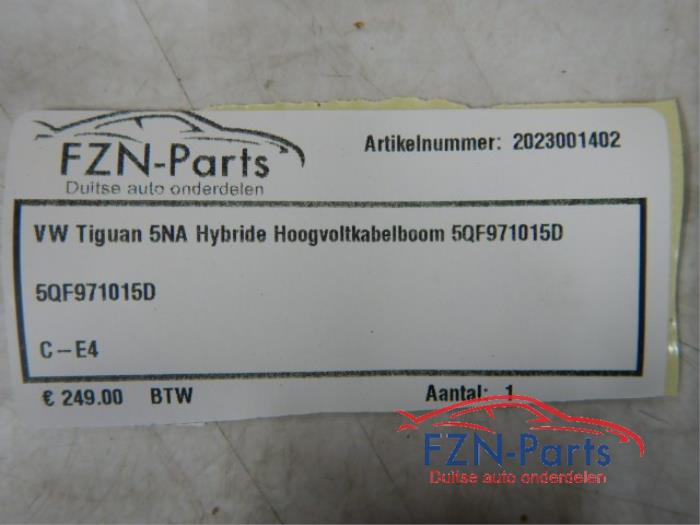 FZN-Parts
Duitse auto onderdelen
Artikelnummer: 2023001402
VW Tiguan 5NA Hybride Hoogvoltkabelboom 5QF971015D
5QF971015D
C-E4
€ 249.00 BTW Aantal: 1
FZN-Parts
Duitse auto onderdelen